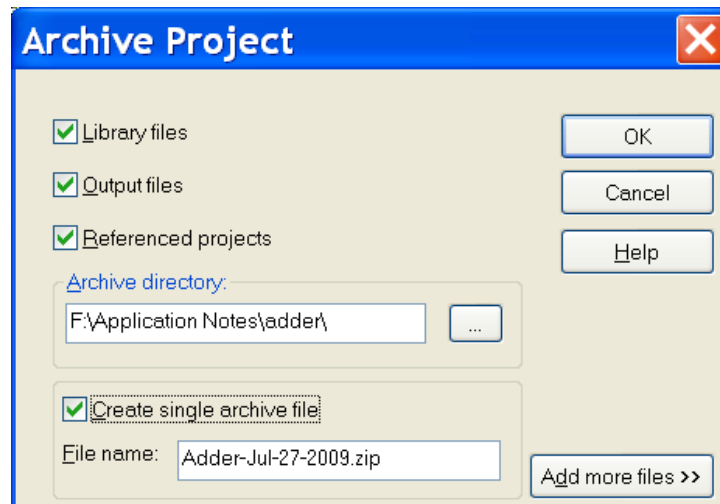 Archive Project
Library files
OK
Output files
Cancel
Referenced projects
Help
Archive directory:
F:\Application Notes\adder\
...
Create single archive file
File name: Adder-Jul-27-2009.zip
Add more files >>